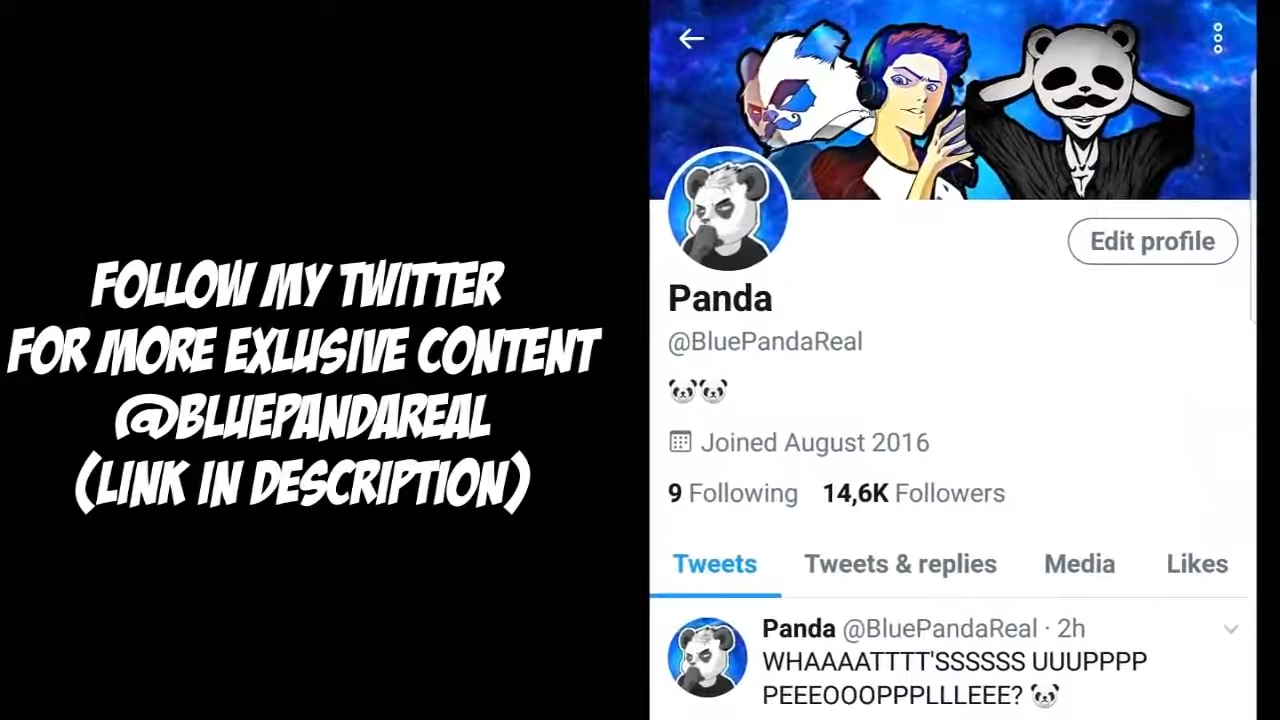 FOLLOW MY TWITTER
FOR MORE EXLUSIVE CONTENT
@BLUEPANDAREAL
(LINK IN DESCRIPTION)
Edit profile
Panda
@BluePandaReal
🐼🐼
Joined August 2016
9 Following 14,6K Followers
Tweets Tweets & replies Media Likes
Panda @BluePandaReal · 2h
WHAAAATTTT'SSSSSS UUUPPPP
PEEEOOOPPPLLLEEE? 🐼